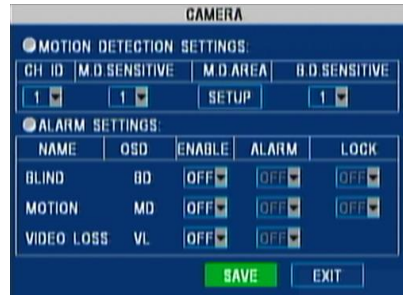 CAMERA
MOTION DETECTION SETTINGS:
CH ID M.D.SENSITIVE M.D.AREA B.D.SENSITIVE
1 1 SETUP 1
ALARM SETTINGS:
NAME OSD ENABLE ALARM LOCK
BLIND BD OFF OFF OFF
MOTION MD OFF OFF OFF
VIDEO LOSS VL OFF OFF
SAVE EXIT